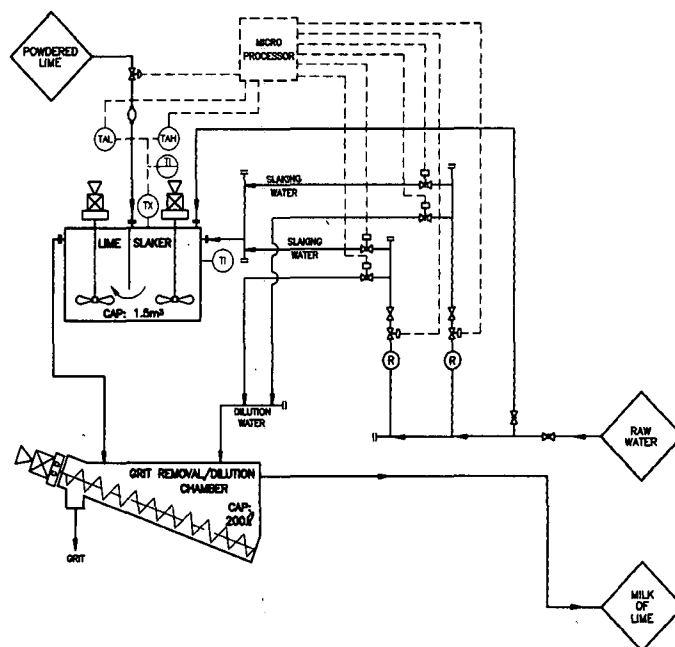 POWDERED
LIME
MICRO
PROCESSOR
TAL
TAH
TI
TX
SLAKING
WATER
LIME SLAKER
SLAKING
WATER
TI
CAP: 1.5m³
R
R
DILUTION
WATER
RAW
WATER
GRIT REMOVAL/DILUTION
CHAMBER
CAP:
200ℓ
GRIT
MILK
OF
LIME